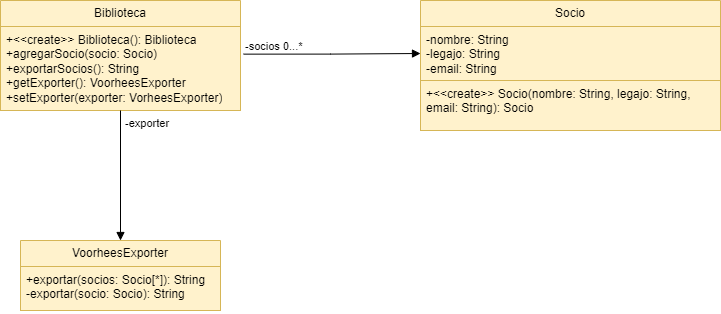 Biblioteca
+<<create>> Biblioteca(): Biblioteca
+agregarSocio(socio: Socio)
+exportarSocios(): String
+getExporter(): VoorheesExporter
+setExporter(exporter: VorheesExporter)
-socios 0...*
Socio
-nombre: String
-legajo: String
-email: String
+<<create>> Socio(nombre: String, legajo: String,
email: String): Socio
-exporter
VoorheesExporter
+exportar(socios: Socio[*]): String
-exportar(socio: Socio): String